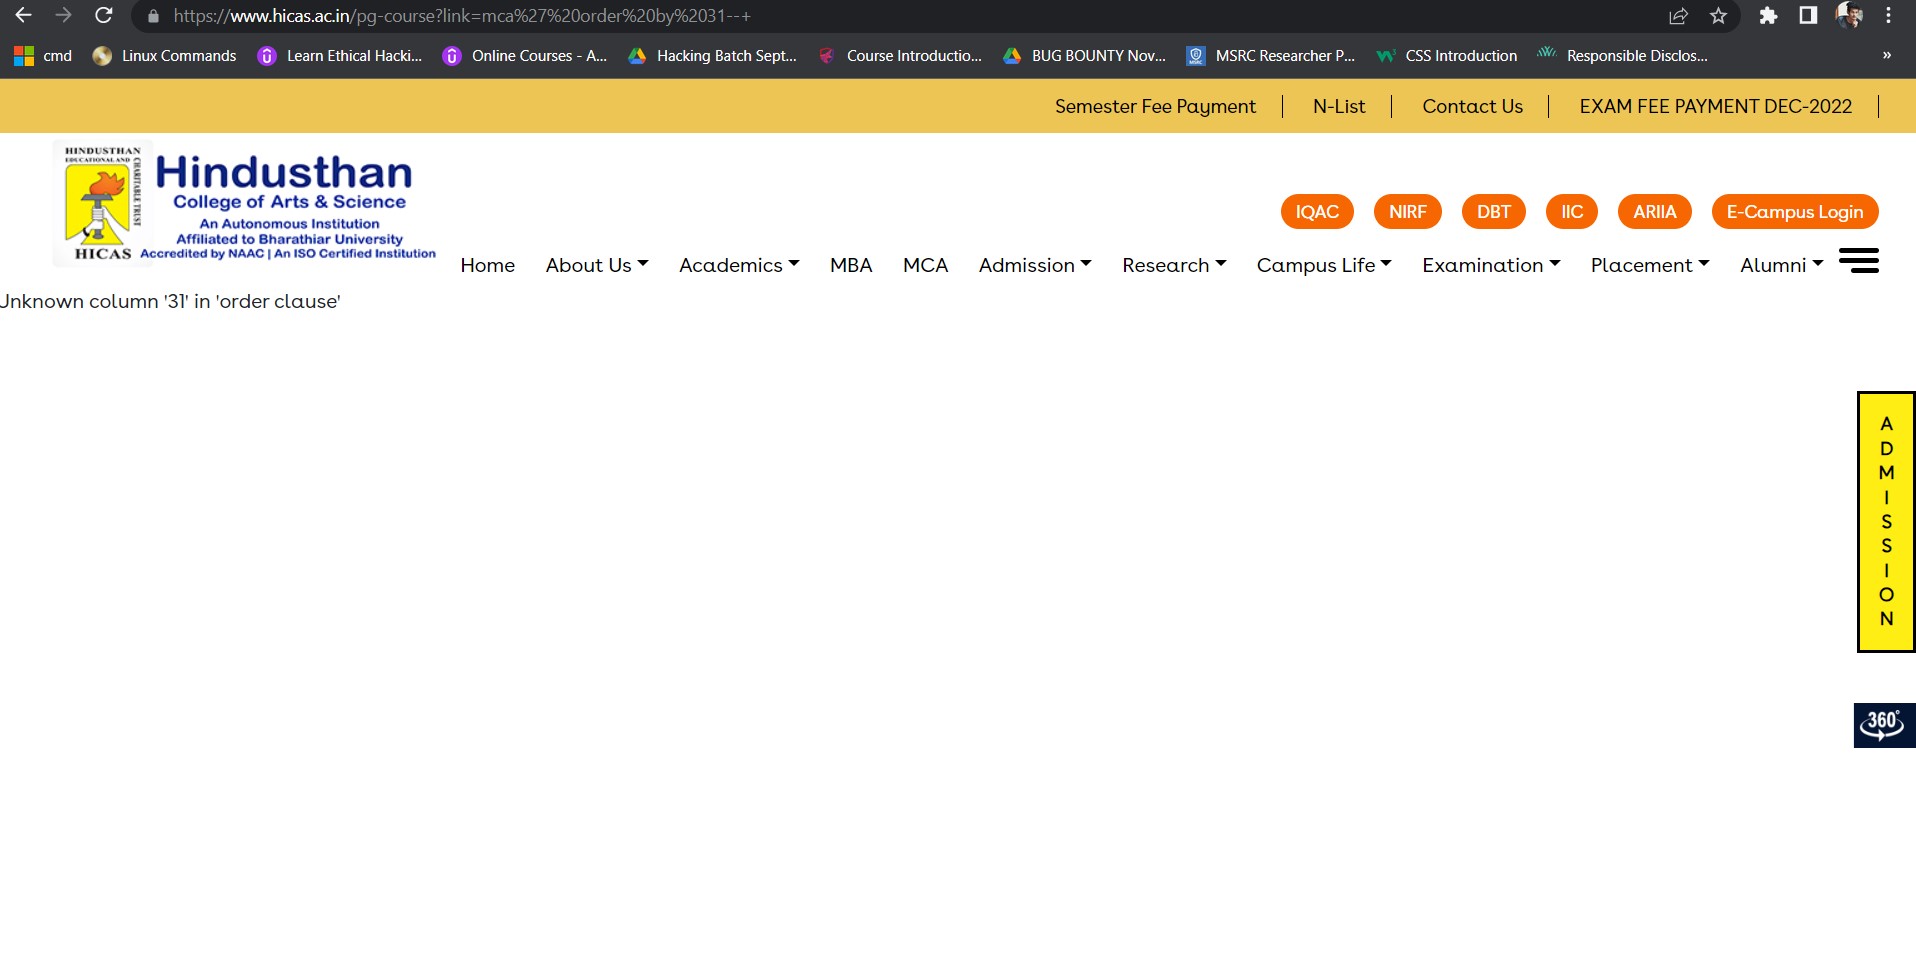 https://www.hicas.ac.in/pg-course?link=mca%27%20order%20by%2031--+
cmd Linux Commands Learn Ethical Hacki... Online Courses - A... Hacking Batch Sept... Course Introductio... BUG BOUNTY Nov... MSRC Researcher P... CSS Introduction Responsible Disclos... »
Semester Fee Payment N-List Contact Us EXAM FEE PAYMENT DEC-2022
HINDUSTHAN
EDUCATIONAL AND
CHARITABLE TRUST
HICAS
Hindusthan
College of Arts & Science
An Autonomous Institution
Affiliated to Bharathiar University
Accredited by NAAC | An ISO Certified Institution
IQAC NIRF DBT IIC ARIIA E-Campus Login
Home About Us Academics MBA MCA Admission Research Campus Life Examination Placement Alumni
Unknown column '31' in 'order clause'
ADMISSION
360°